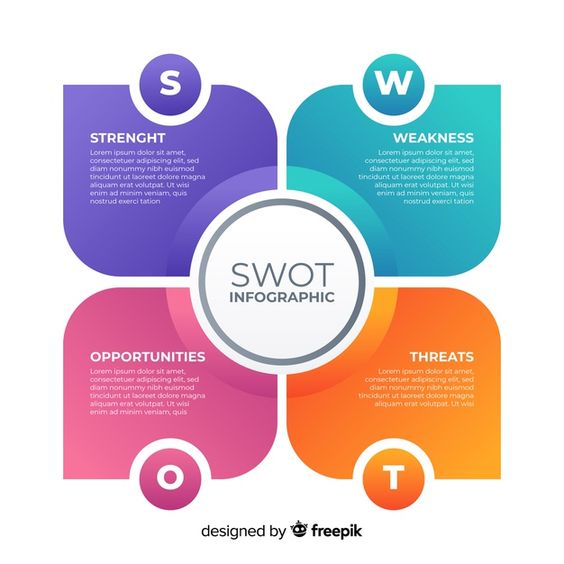 S
STRENGHT
Lorem ipsum dolor sit amet,
consectetuer adipiscing elit, sed
diam nonummy nibh euismod
tincidunt ut laoreet dolore magna
aliquam erat volutpat. Ut wisi
enim ad minim veniam, quis
nostrud exerci tation
W
WEAKNESS
Lorem ipsum dolor sit amet,
consectetuer adipiscing elit, sed
diam nonummy nibh euismod
tincidunt ut laoreet dolore magna
aliquam erat volutpat. Ut wisi
enim ad minim veniam, quis
nostrud exerci tation
SWOT
INFOGRAPHIC
OPPORTUNITIES
Lorem ipsum dolor sit amet,
consectetuer adipiscing elit, sed
diam nonummy nibh euismod
tincidunt ut laoreet dolore magna
aliquam erat volutpat. Ut wisi
enim ad minim veniam, quis
O
THREATS
Lorem ipsum dolor sit amet,
consectetuer adipiscing elit, sed
diam nonummy nibh euismod
tincidunt ut laoreet dolore magna
aliquam erat volutpat. Ut wisi
enim ad minim veniam, quis
T
designed by freepik